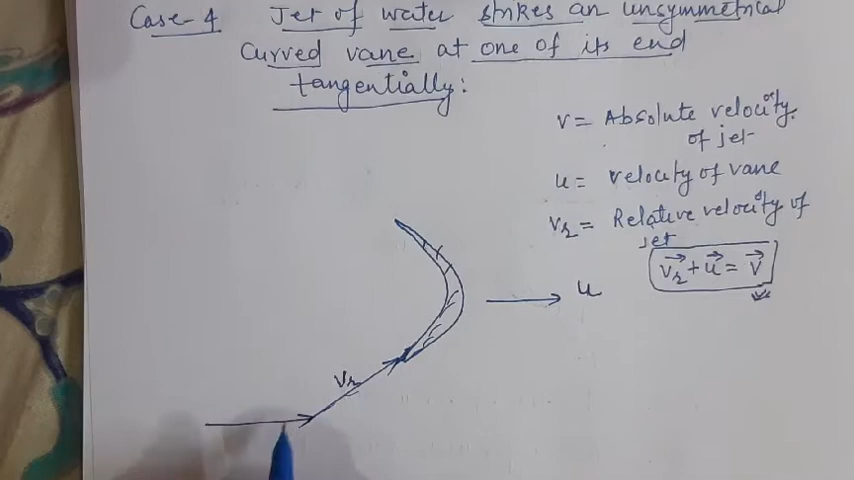 Case-4 Jet of water strikes an unsymmetrical
curved vane at one of its end
tangentially:
V = Absolute velocity
of jet
u = velocity of vane
Vr = Relative velocity of
jet
Vr + u = V
u
Vr